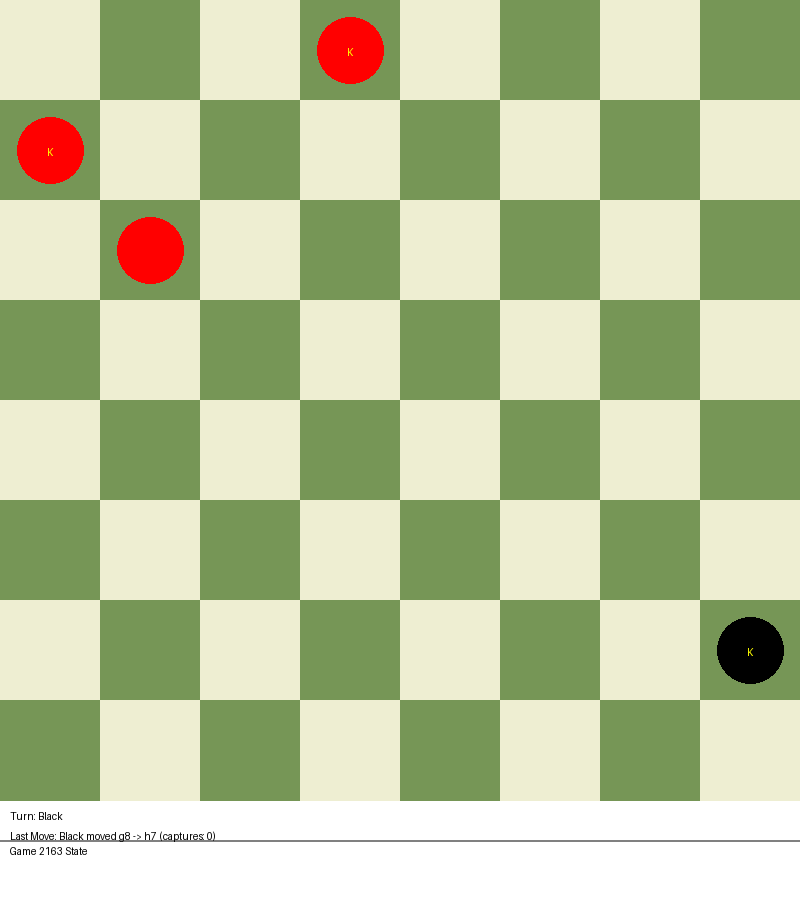 K
K
K
Turn: Black
Last Move: Black moved g8 -> h7 (captures: 0)
Game 2163 State